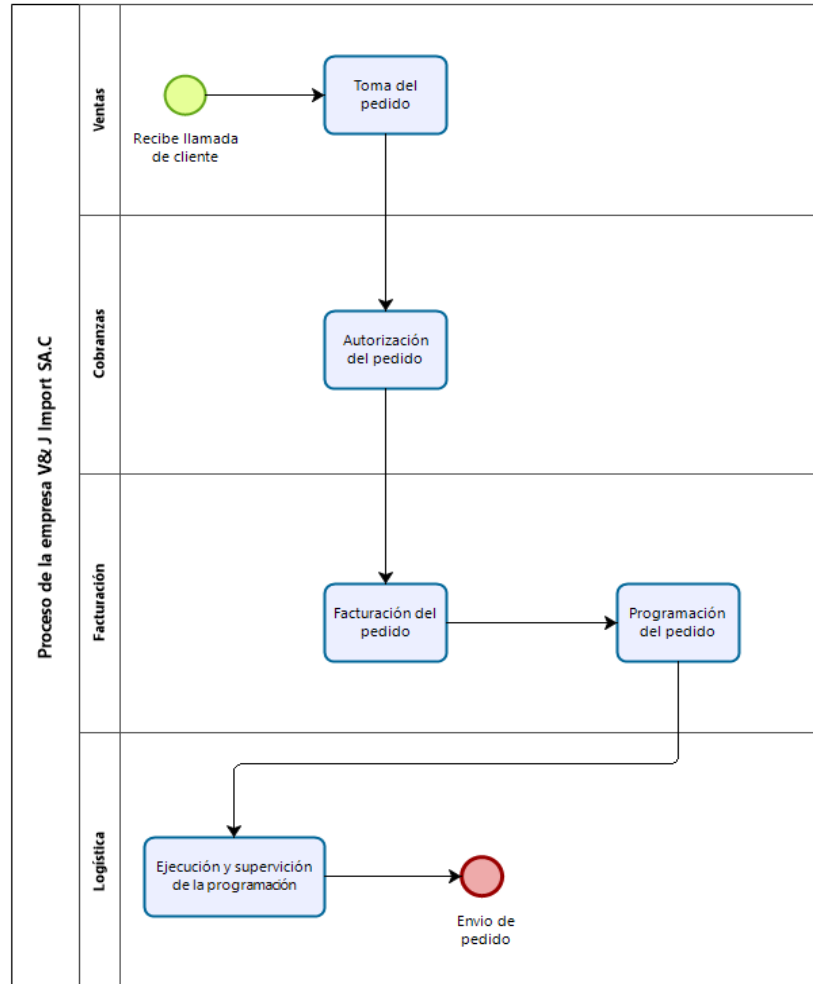 Proceso de la empresa V& J Import SA.C
Ventas
Recibe llamada
de cliente
Toma del
pedido
Cobranzas
Autorización
del pedido
Facturación
Facturación del
pedido
Programación
del pedido
Logística
Ejecución y supervición
de la programación
Envio de
pedido